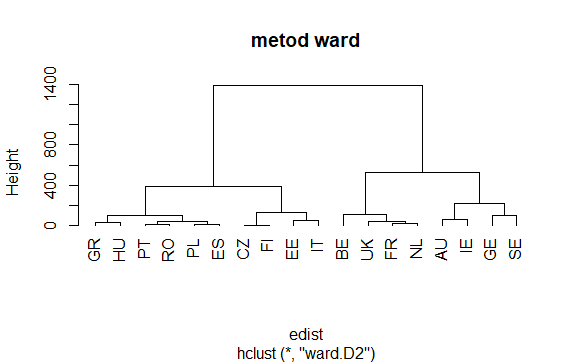 metod ward
Height
1400
800
400
0
GR HU PT RO PL ES CZ FI EE IT BE UK FR NL AU IE GE SE
edist
hclust (*, "ward.D2")